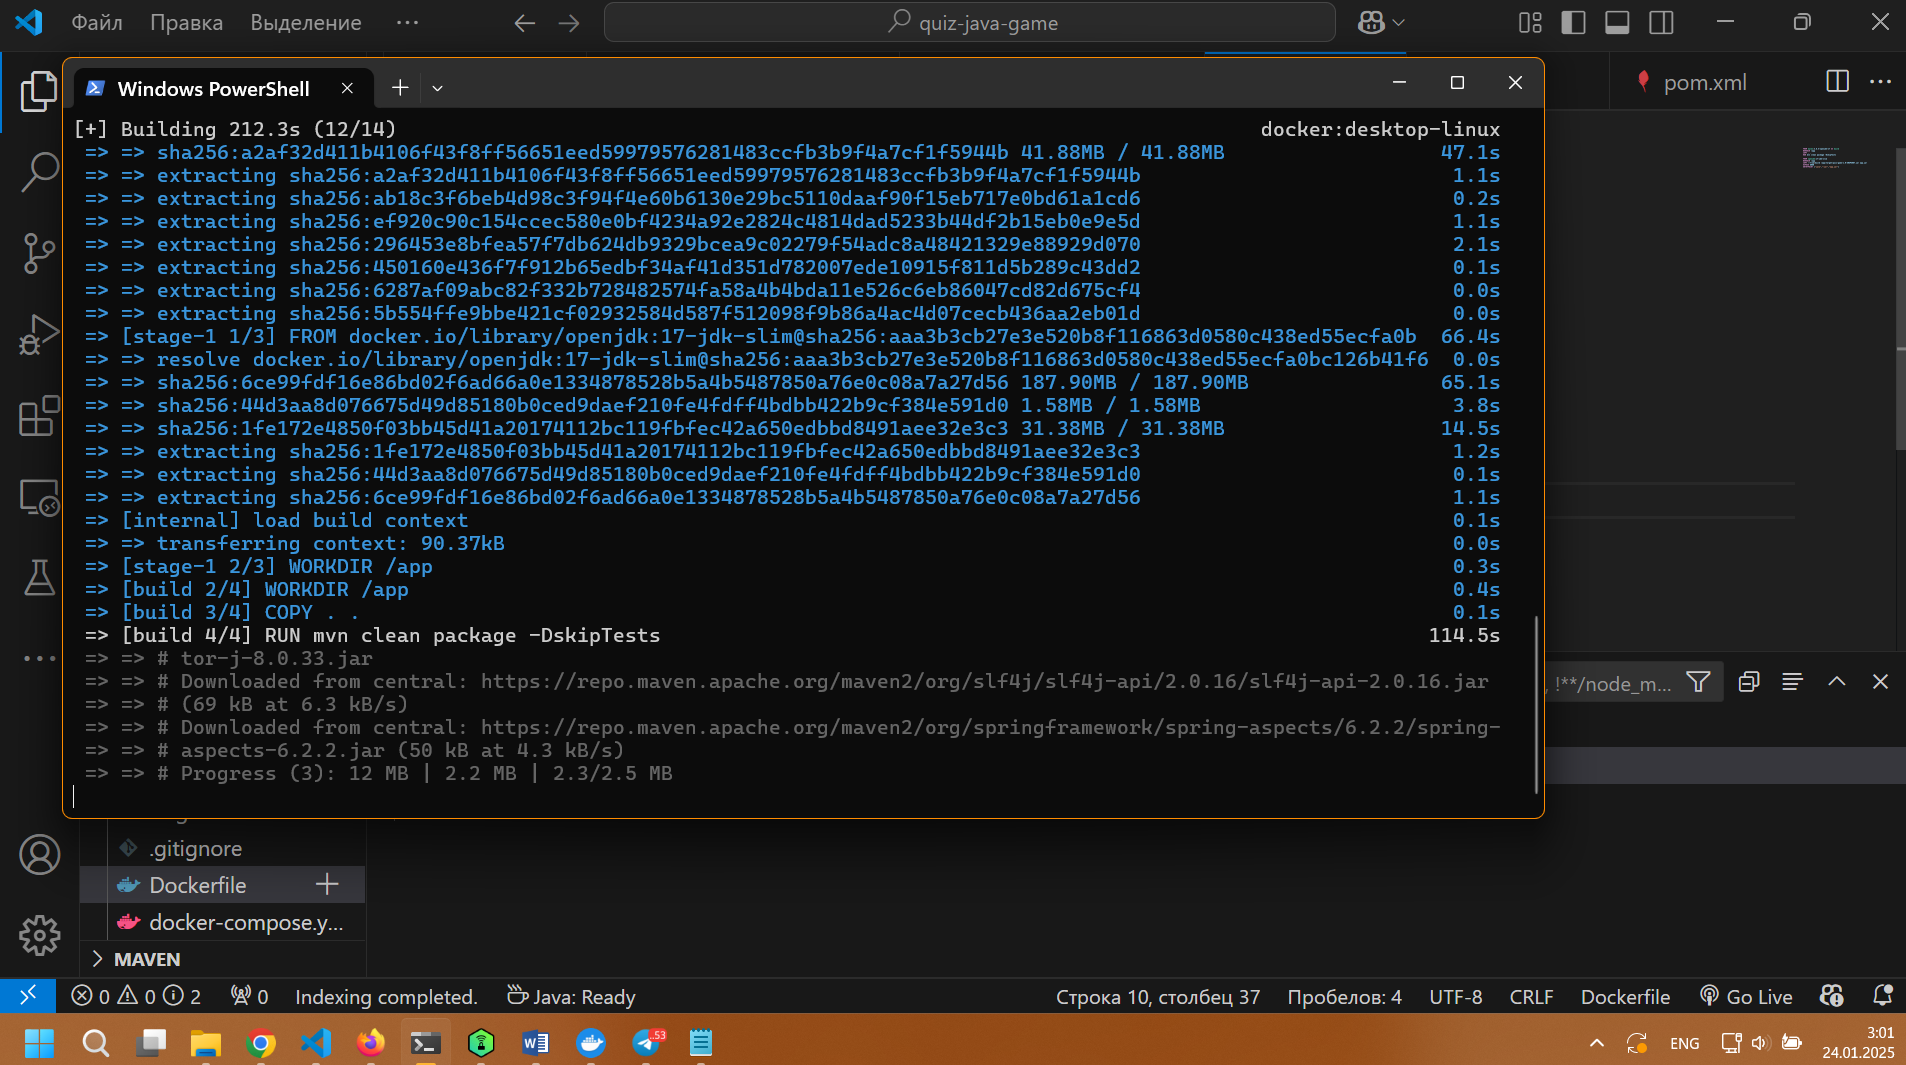 Файл Правка Выделение ··· quiz-java-game
Windows PowerShell
pom.xml
[+] Building 212.3s (12/14) docker:desktop-linux
=> => sha256:a2af32d411b4106f43f8ff56651eed59979576281483ccfb3b9f4a7cf1f5944b 41.88MB / 41.88MB 47.1s
=> => extracting sha256:a2af32d411b4106f43f8ff56651eed59979576281483ccfb3b9f4a7cf1f5944b 1.1s
=> => extracting sha256:ab18c3f6beb4d98c3f94f4e60b6130e29bc5110daaf90f15eb717e0bd61a1cd6 0.2s
=> => extracting sha256:ef920c90c154ccec580e0bf4234a92e2824c4814dad5233b44df2b15eb0e9e5d 1.1s
=> => extracting sha256:296453e8bfea57f7db624db9329bcea9c02279f54adc8a48421329e88929d070 2.1s
=> => extracting sha256:450160e436f7f912b65edbf34af41d351d782007ede10915f811d5b289c43dd2 0.1s
=> => extracting sha256:6287af09abc82f332b728482574fa58a4b4bda11e526c6eb86047cd82d675cf4 0.0s
=> => extracting sha256:5b554ffe9bbe421cf02932584d587f512098f9b86a4ac4d07cecb436aa2eb01d 0.0s
=> [stage-1 1/3] FROM docker.io/library/openjdk:17-jdk-slim@sha256:aaa3b3cb27e3e520b8f116863d0580c438ed55ecfa0b 66.4s
=> => resolve docker.io/library/openjdk:17-jdk-slim@sha256:aaa3b3cb27e3e520b8f116863d0580c438ed55ecfa0bc126b41f6 0.0s
=> => sha256:6ce99fdf16e86bd02f6ad66a0e1334878528b5a4b5487850a76e0c08a7a27d56 187.90MB / 187.90MB 65.1s
=> => sha256:44d3aa8d076675d49d85180b0ced9daef210fe4fdff4bdbb422b9cf384e591d0 1.58MB / 1.58MB 3.8s
=> => sha256:1fe172e4850f03bb45d41a20174112bc119fbfec42a650edbbd8491aee32e3c3 31.38MB / 31.38MB 14.5s
=> => extracting sha256:1fe172e4850f03bb45d41a20174112bc119fbfec42a650edbbd8491aee32e3c3 1.2s
=> => extracting sha256:44d3aa8d076675d49d85180b0ced9daef210fe4fdff4bdbb422b9cf384e591d0 0.1s
=> => extracting sha256:6ce99fdf16e86bd02f6ad66a0e1334878528b5a4b5487850a76e0c08a7a27d56 1.1s
=> [internal] load build context 0.1s
=> => transferring context: 90.37kB 0.0s
=> [stage-1 2/3] WORKDIR /app 0.3s
=> [build 2/4] WORKDIR /app 0.4s
=> [build 3/4] COPY . . 0.1s
=> [build 4/4] RUN mvn clean package -DskipTests 114.5s
=> => # tor-j-8.0.33.jar
=> => # Downloaded from central: https://repo.maven.apache.org/maven2/org/slf4j/slf4j-api/2.0.16/slf4j-api-2.0.16.jar
=> => # (69 kB at 6.3 kB/s)
=> => # Downloaded from central: https://repo.maven.apache.org/maven2/org/springframework/spring-aspects/6.2.2/spring-
=> => # aspects-6.2.2.jar (50 kB at 4.3 kB/s)
=> => # Progress (3): 12 MB | 2.2 MB | 2.3/2.5 MB
, !**/node_m...
.gitignore
Dockerfile
docker-compose.y...
MAVEN
0 0 2 0 Indexing completed. Java: Ready Строка 10, столбец 37 Пробелов: 4 UTF-8 CRLF Dockerfile Go Live
53
ENG
3:01
24.01.2025